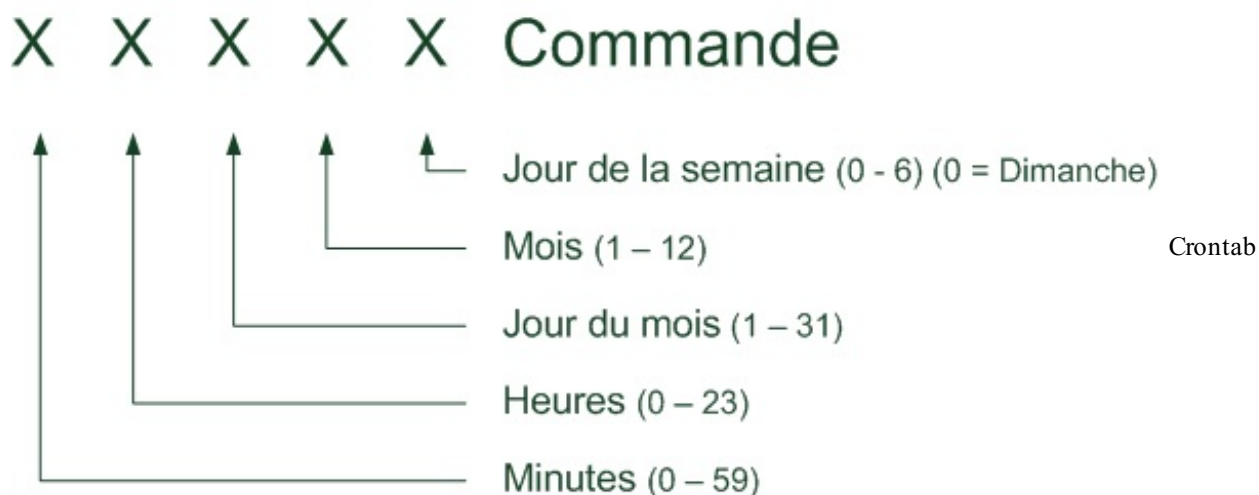 X X X X X Commande
Jour de la semaine (0 - 6) (0 = Dimanche)
Mois (1 – 12)
Crontab
Jour du mois (1 – 31)
Heures (0 – 23)
Minutes (0 – 59)